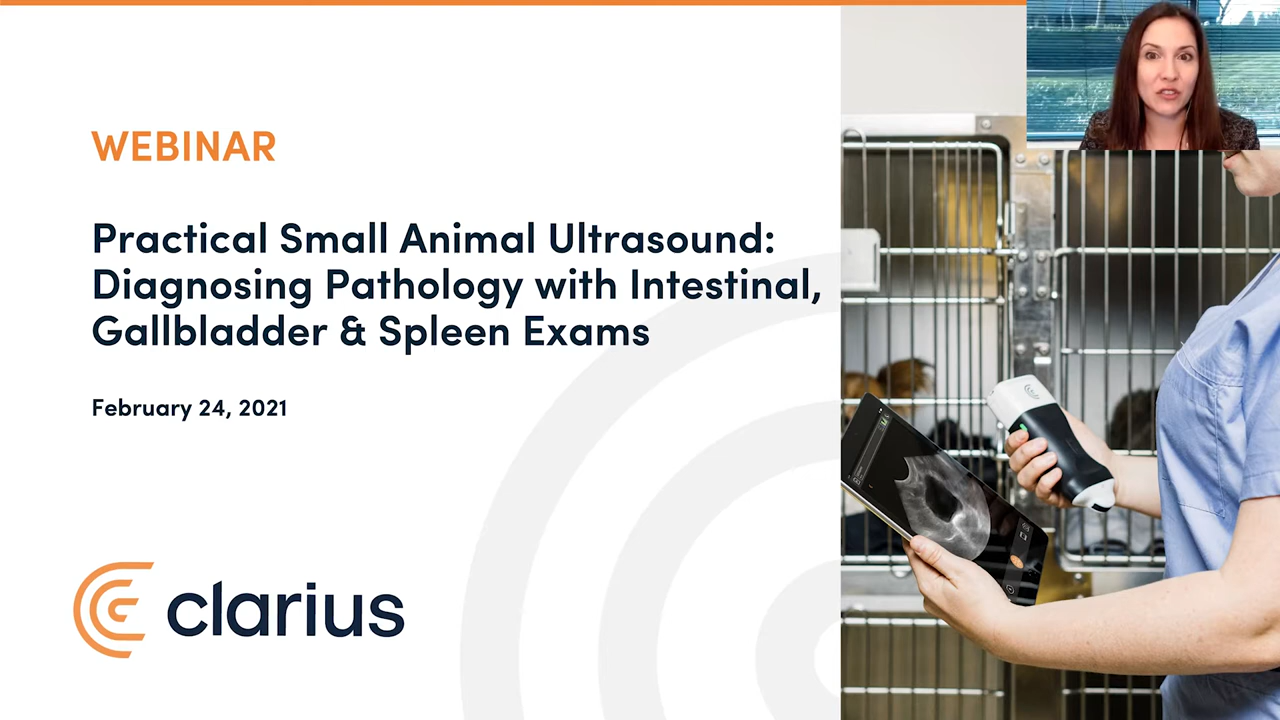 WEBINAR
Practical Small Animal Ultrasound:
Diagnosing Pathology with Intestinal,
Gallbladder & Spleen Exams
February 24, 2021
clarius